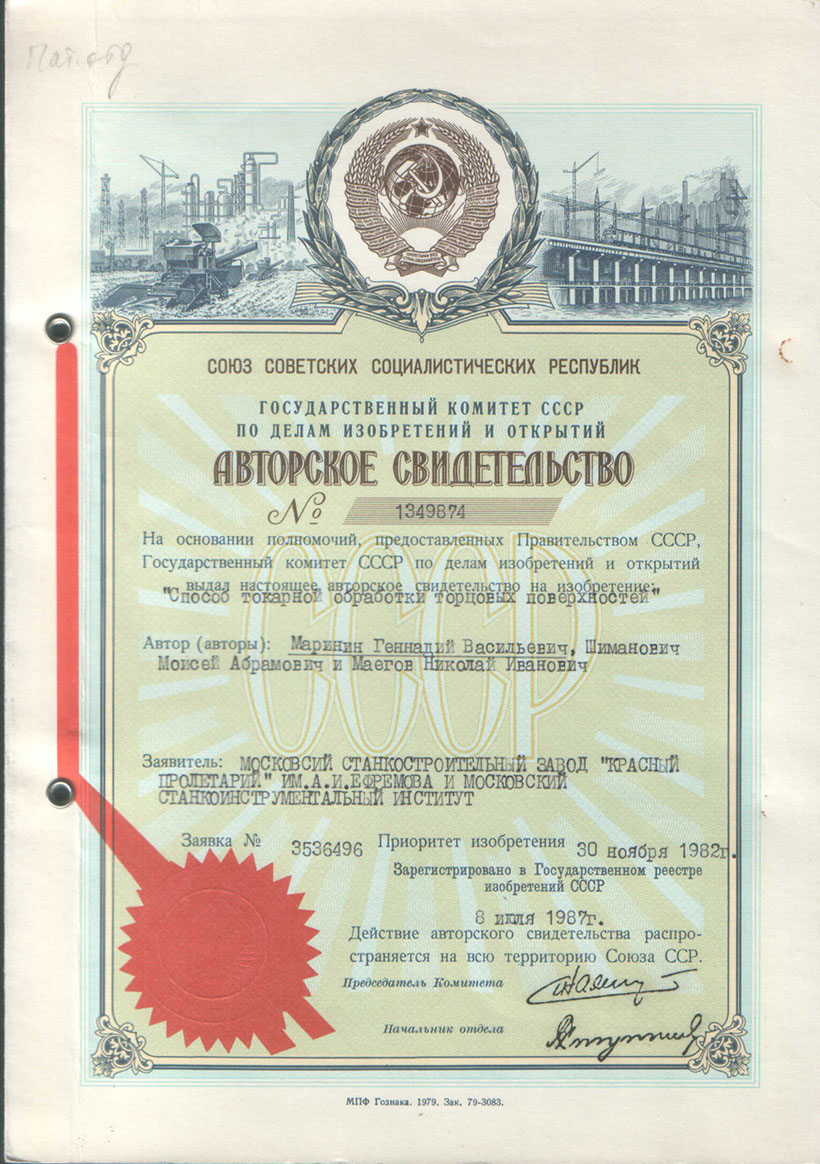 СОЮЗ СОВЕТСКИХ СОЦИАЛИСТИЧЕСКИХ РЕСПУБЛИК
ГОСУДАРСТВЕННЫЙ КОМИТЕТ СССР
ПО ДЕЛАМ ИЗОБРЕТЕНИЙ И ОТКРЫТИЙ
АВТОРСКОЕ СВИДЕТЕЛЬСТВО
№ 1349874
На основании полномочий, предоставленных Правительством СССР,
Государственный комитет СССР по делам изобретений и открытий
выдал настоящее авторское свидетельство на изобретение:
"Способ токарной обработки торцовых поверхностей"
Автор (авторы): Маринин Геннадий Васильевич, Шиманович
Моисей Абрамович и Маегов Николай Иванович
СССР
Заявитель: МОСКОВСИЙ СТАНКОСТРОИТЕЛЬНЫЙ ЗАВОД "КРАСНЫЙ
ПРОЛЕТАРИЙ" ИМ.А.И.ЕФРЕМОВА И МОСКОВСКИЙ
СТАНКОИНСТРУМЕНТАЛЬНЫЙ ИНСТИТУТ
Заявка № 3536496 Приоритет изобретения 30 ноября 1982г.
Зарегистрировано в Государственном реестре
изобретений СССР
8 июля 1987г.
Действие авторского свидетельства распро-
страняется на всю территорию Союза ССР.
Председатель Комитета
Начальник отдела
МПФ Гознака. 1979. Зак. 79-3083.